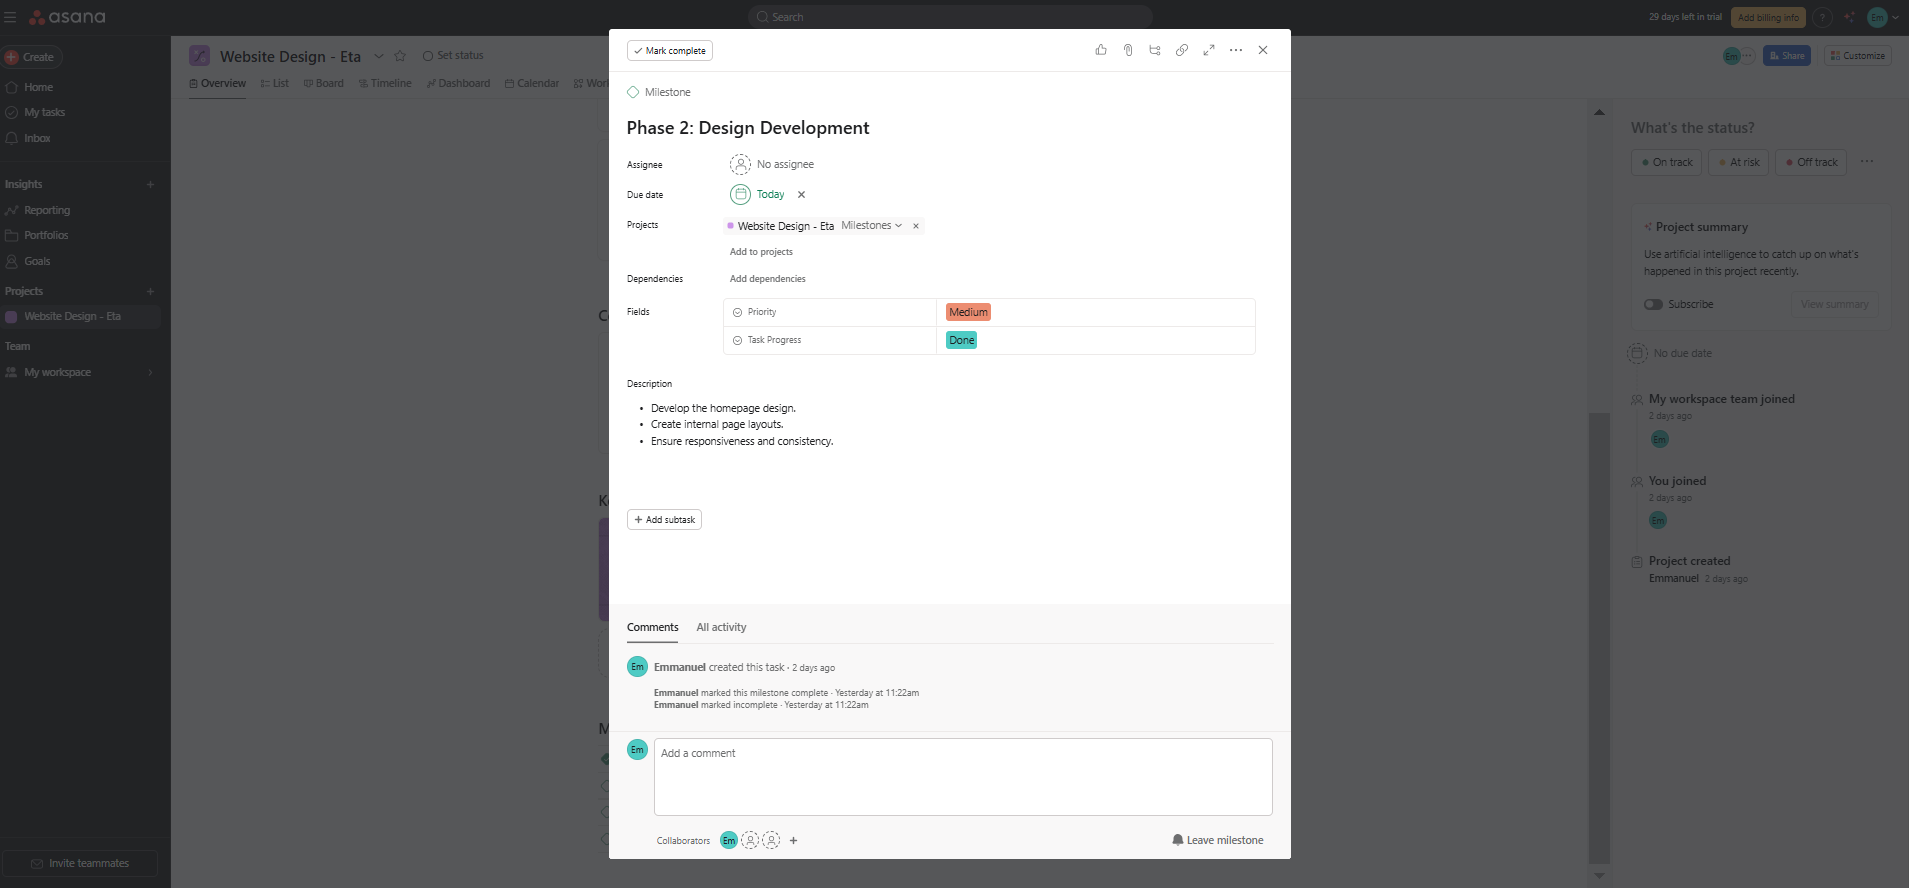 asana
Search
29 days left in trial
Add billing info
?
Em
Create
Home
My tasks
Inbox
Insights
Reporting
Portfolios
Goals
Projects
Website Design - Eta
Team
My workspace
Invite teammates
Website Design - Eta
Set status
Em
Share
Customize
Overview
List
Board
Timeline
Dashboard
Calendar
Mark complete
Milestone
Phase 2: Design Development
Assignee
No assignee
Due date
Today
Projects
Website Design - Eta Milestones
Add to projects
Dependencies
Add dependencies
Fields
Priority
Medium
Task Progress
Done
Description
• Develop the homepage design.
• Create internal page layouts.
• Ensure responsiveness and consistency.
Add subtask
Comments
All activity
Em
Emmanuel created this task · 2 days ago
Emmanuel marked this milestone complete · Yesterday at 11:22am
Emmanuel marked incomplete · Yesterday at 11:22am
Em
Add a comment
Collaborators
Em
Leave milestone
What's the status?
On track
At risk
Off track
Project summary
Use artificial intelligence to catch up on what's
happened in this project recently.
Subscribe
View summary
No due date
My workspace team joined
2 days ago
Em
You joined
2 days ago
Em
Project created
Emmanuel 2 days ago